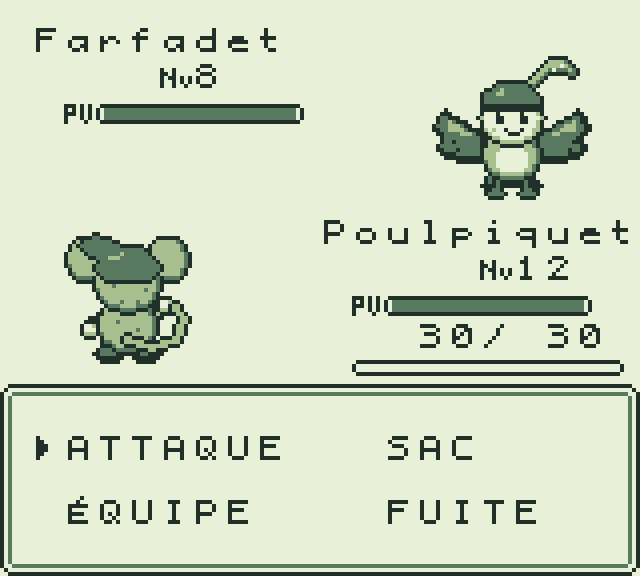 Farfadet
Nv8
PV
Poulpiquet
Nv12
PV
30/ 30
ATTAQUE SAC
ÉQUIPE FUITE